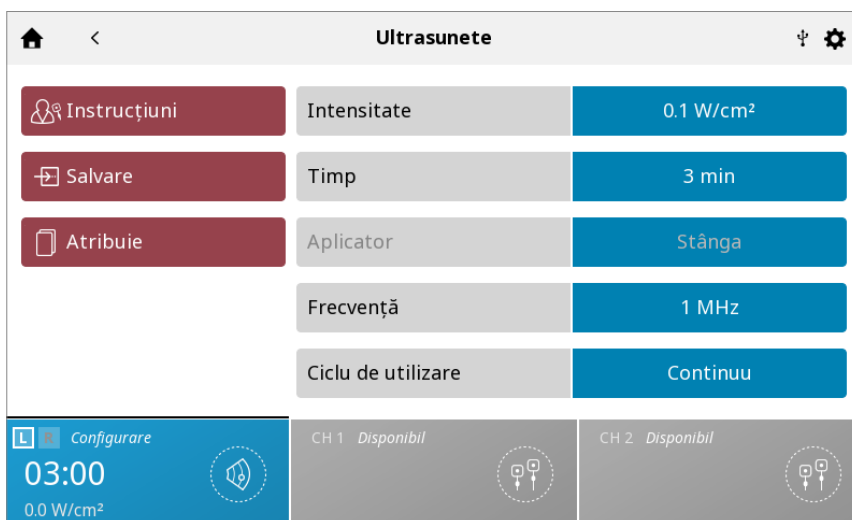 Ultrasunete
Instrucțiuni
Intensitate
0.1 W/cm²
Salvare
Timp
3 min
Atribuie
Aplicator
Stânga
Frecvență
1 MHz
Ciclu de utilizare
Continuu
L R Configurare
03:00
0.0 W/cm²
CH 1 Disponibil
CH 2 Disponibil